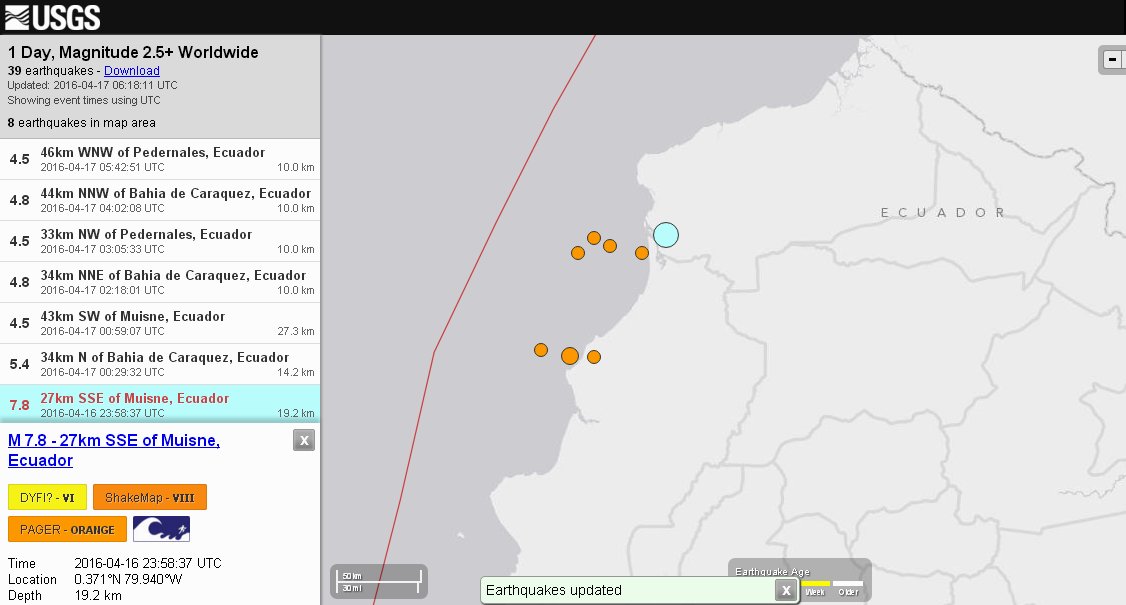 USGS
1 Day, Magnitude 2.5+ Worldwide
39 earthquakes - Download
Updated: 2016-04-17 06:18:11 UTC
Showing event times using UTC
8 earthquakes in map area
4.5 46km WNW of Pedernales, Ecuador
2016-04-17 05:42:51 UTC 10.0 km
4.8 44km NNW of Bahia de Caraquez, Ecuador
2016-04-17 04:02:08 UTC 10.0 km
4.5 33km NW of Pedernales, Ecuador
2016-04-17 03:05:33 UTC 10.0 km
4.8 34km NNE of Bahia de Caraquez, Ecuador
2016-04-17 02:18:01 UTC 10.0 km
4.5 43km SW of Muisne, Ecuador
2016-04-17 00:59:07 UTC 27.3 km
5.4 34km N of Bahia de Caraquez, Ecuador
2016-04-17 00:29:32 UTC 14.2 km
7.8 27km SSE of Muisne, Ecuador
2016-04-16 23:58:37 UTC 19.2 km
M 7.8 - 27km SSE of Muisne,
Ecuador
X
DYFI? - VI ShakeMap - VIII
PAGER - ORANGE
Time 2016-04-16 23:58:37 UTC
Location 0.371°N 79.940°W
Depth 19.2 km
ECUADOR
50 km
30 mi
Earthquake Age
Week Older
Earthquakes updated X